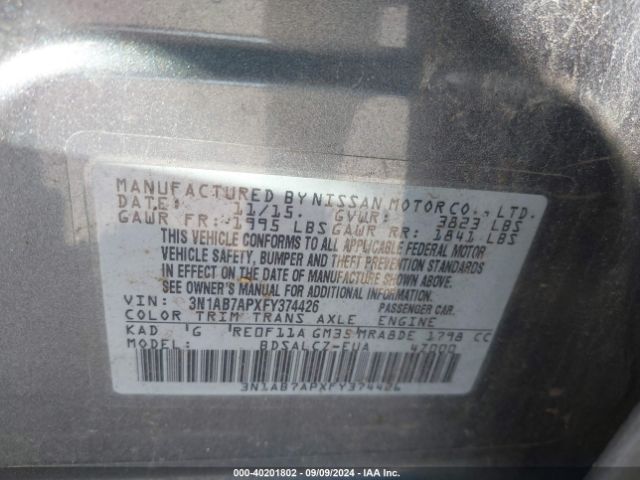 MANUFACTURED BY NISSAN MOTOR CO., LTD.
DATE: 11/15. GVWR: 3823 LBS
GAWR FR: 1995 LBS GAWR RR: 1841 LBS
THIS VEHICLE CONFORMS TO ALL APPLICABLE FEDERAL MOTOR
VEHICLE SAFETY, BUMPER AND THEFT PREVENTION STANDARDS
IN EFFECT ON THE DATE OF MANUFACTURE SHOWN ABOVE.
SEE OWNER'S MANUAL FOR ADDITIONAL INFORMATION.
VIN: 3N1AB7APXFY374426 PASSENGER CAR.
COLOR TRIM TRANS AXLE ENGINE
KAD G RE0F11A GM35 MRA8DE 1798 CC
MODEL: BDSALCZ-EUA 47000
3N1AB7APXFY374426
000-40201802 - 09/09/2024 - IAA Inc.